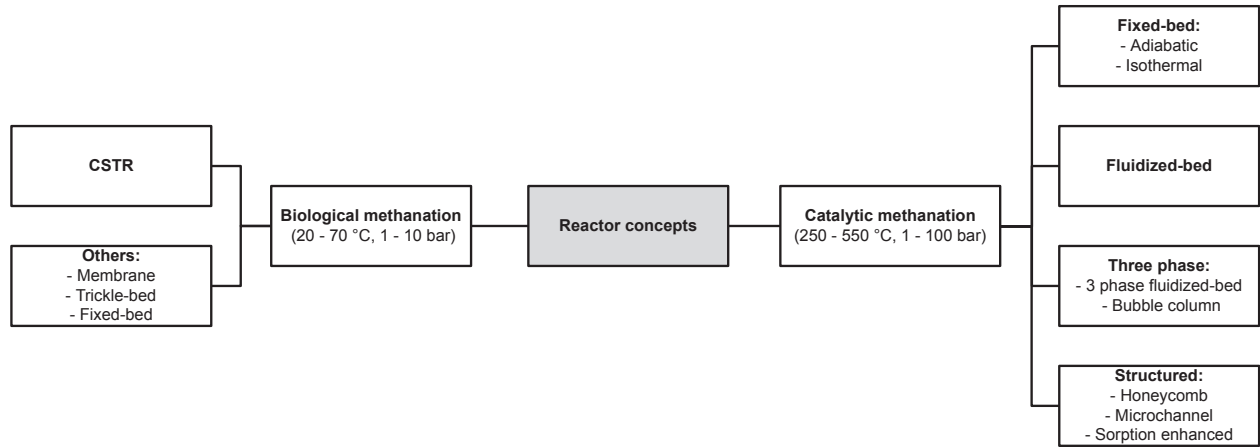 CSTR
Others:
- Membrane
- Trickle-bed
- Fixed-bed
Biological methanation
(20 - 70 °C, 1 - 10 bar)
Reactor concepts
Catalytic methanation
(250 - 550 °C, 1 - 100 bar)
Fixed-bed:
- Adiabatic
- Isothermal
Fluidized-bed
Three phase:
- 3 phase fluidized-bed
- Bubble column
Structured:
- Honeycomb
- Microchannel
- Sorption enhanced